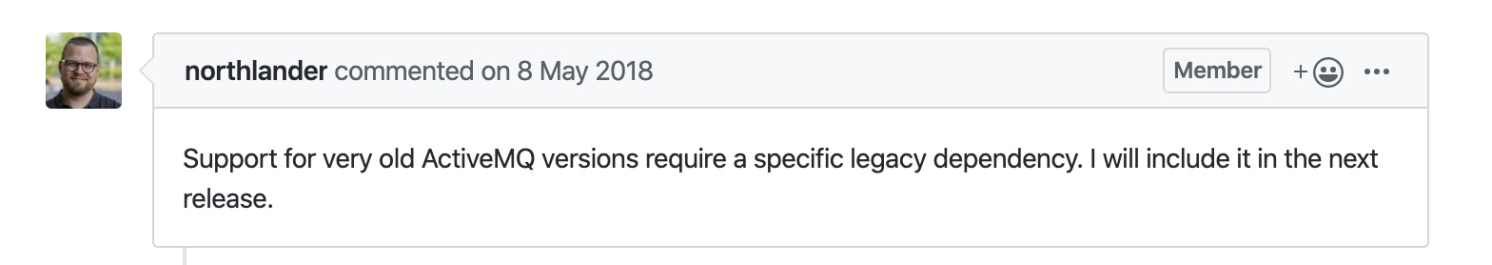 northlander commented on 8 May 2018
Member
Support for very old ActiveMQ versions require a specific legacy dependency. I will include it in the next
release.